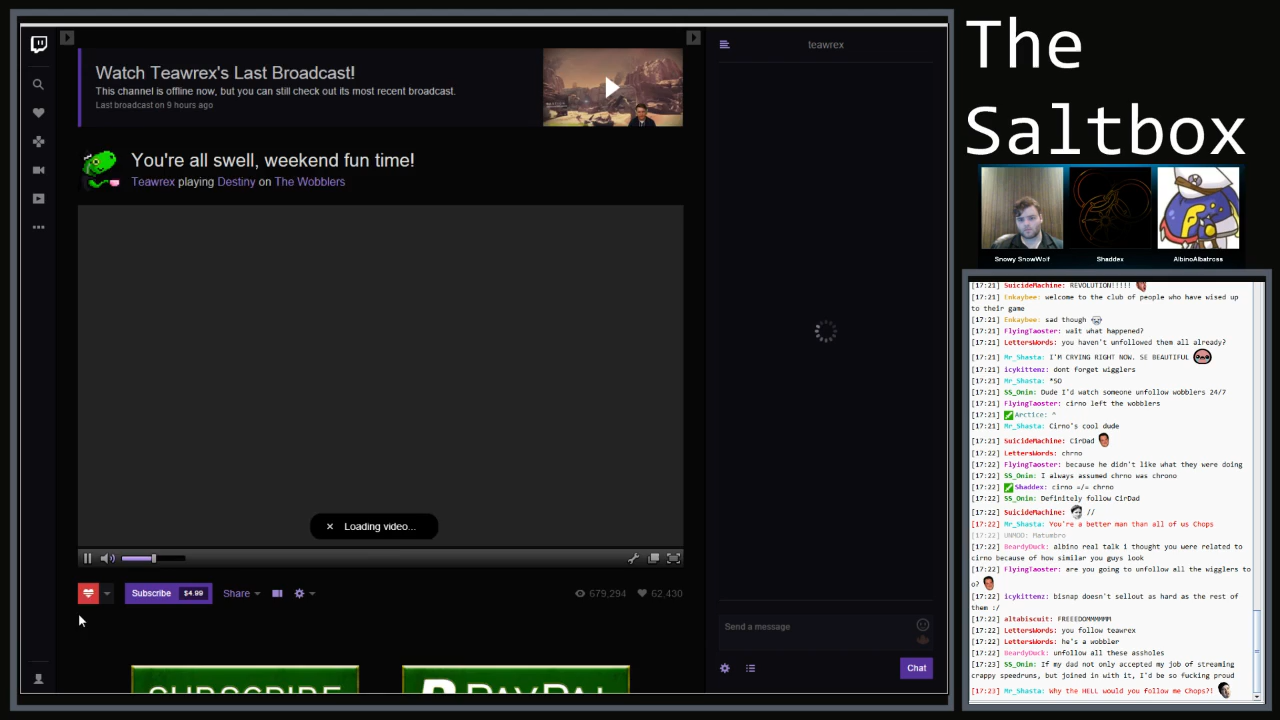 teawrex
Watch Teawrex's Last Broadcast!
This channel is offline now, but you can still check out its most recent broadcast.
Last broadcast on 9 hours ago
You're all swell, weekend fun time!
Teawrex playing Destiny on The Wobblers
Loading video...
Subscribe $4.99 Share 679,294 62,430
SUBSCRIBE
PAYPAL
Send a message
Chat
The
Saltbox
Snowy SnowWolf Shaddex AlbinoAlbatross
[17:21] SuicideMachine: REVOLUTION!!!!!
[17:21] Enkaybee: welcome to the club of people who have wised up
to their game
[17:21] Enkaybee: sad though
[17:21] FlyingTaoster: wait what happened?
[17:21] LettersWords: you haven't unfollowed them all already?
[17:21] Mr_Shasta: I'M CRYING RIGHT NOW. SE BEAUTIFUL
[17:21] icykittenz: dont forget wigglers
[17:21] Mr_Shasta: *SO
[17:21] SS_Onin: Dude I'd watch someone unfollow wobblers 24/7
[17:21] FlyingTaoster: cirno left the wobblers
[17:21] Arctice: ^
[17:21] Mr_Shasta: Cirno's cool dude
[17:21] SuicideMachine: CirDad
[17:22] LettersWords: chrno
[17:22] FlyingTaoster: because he didn't like what they were doing
[17:22] SS_Onin: I always assumed chrno was chrono
[17:22] Shaddex: cirno =/= chrno
[17:22] SS_Onin: Definitely follow CirDad
[17:22] SuicideMachine: //
[17:22] Mr_Shasta: You're a better man than all of us Chops
[17:22] UNMOD: Matumbro
[17:22] BeardyDuck: albino real talk i thought you were related to
cirno because of how similar you guys look
[17:22] FlyingTaoster: are you going to unfollow all the wigglers to
o?
[17:22] icykittenz: bisnap doesn't sellout as hard as the rest of
them :/
[17:22] altabiscuit: FREEEDOMMMMMM
[17:22] LettersWords: you follow teawrex
[17:22] LettersWords: he's a wobbler
[17:22] BeardyDuck: unfollow all these assholes
[17:23] SS_Onin: If my dad not only accepted my job of streaming
crappy speedruns, but joined in with it, I'd be so fucking proud
[17:23] Mr_Shasta: Why the HELL would you follow me Chops?!